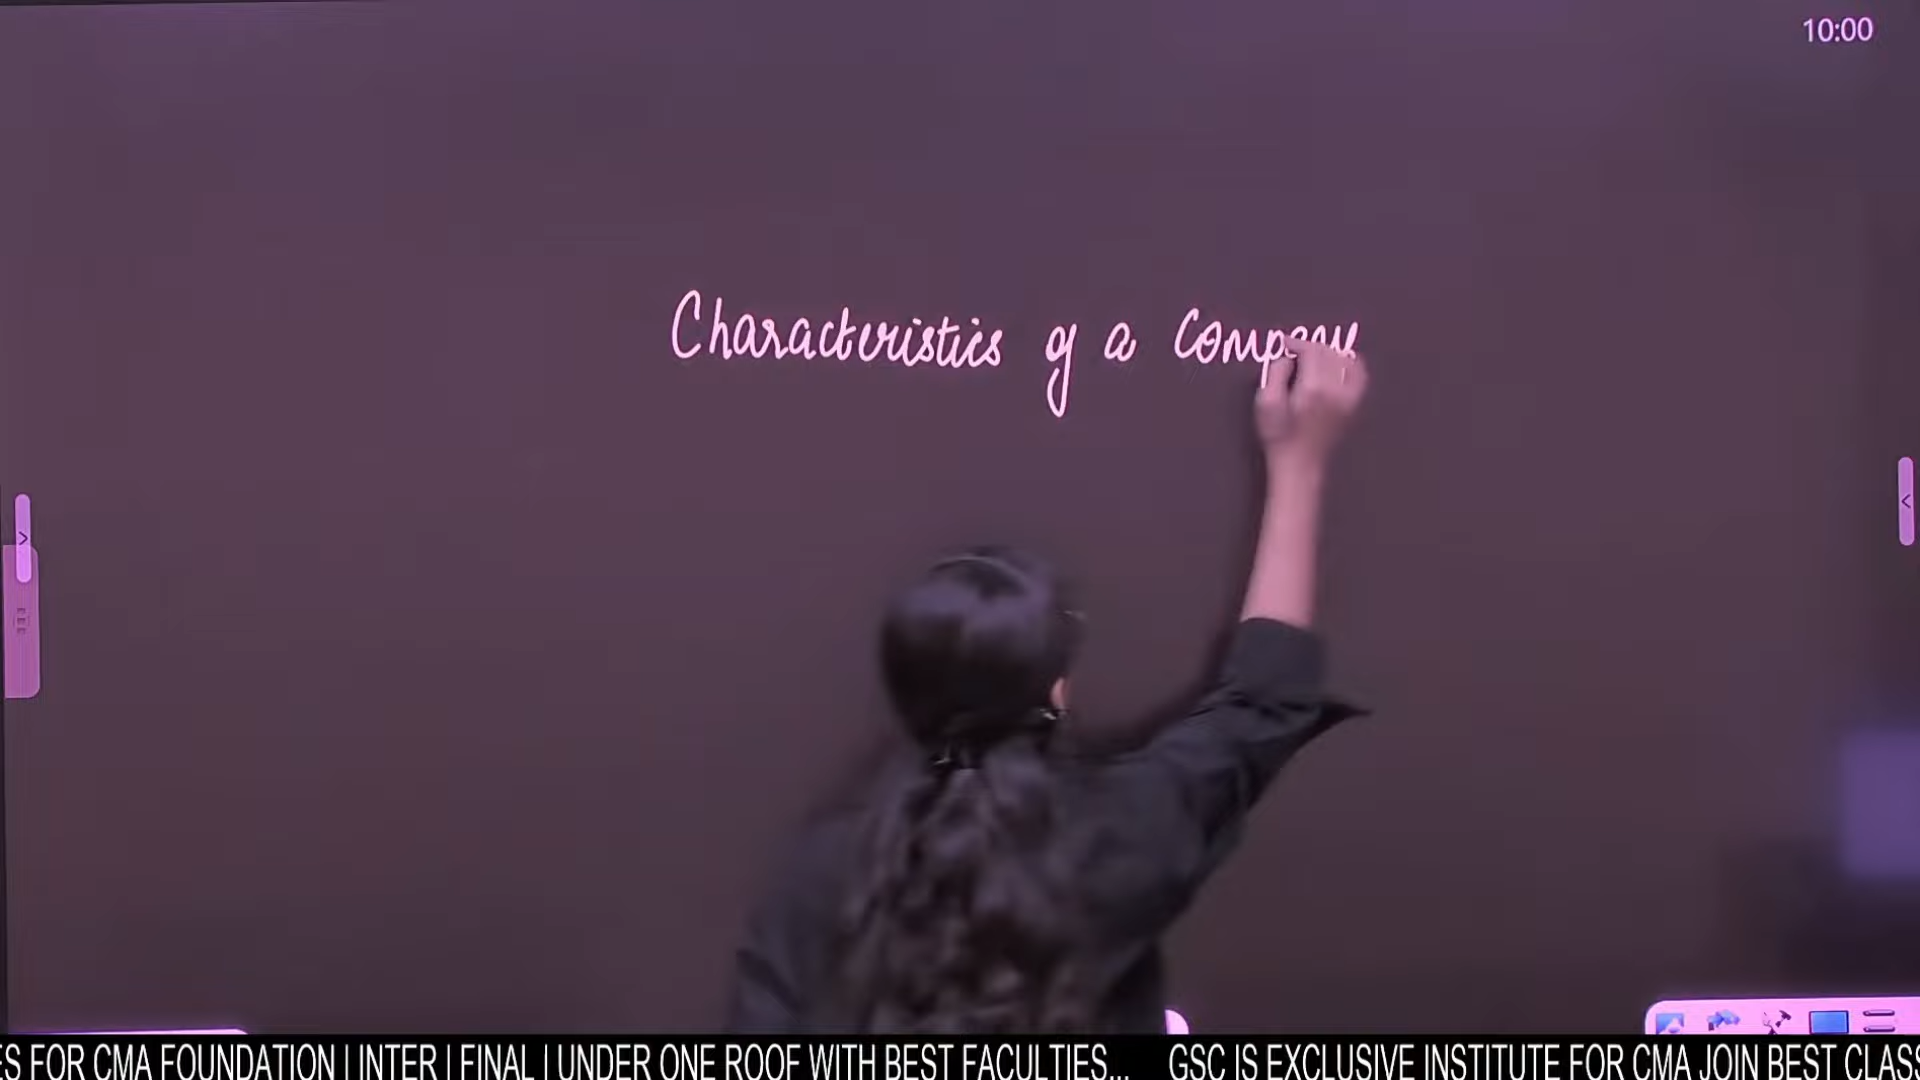 10:00
Characteristics of a Company
ES FOR CMA FOUNDATION | INTER | FINAL | UNDER ONE ROOF WITH BEST FACULTIES... GSC IS EXCLUSIVE INSTITUTE FOR CMA JOIN BEST CLASS